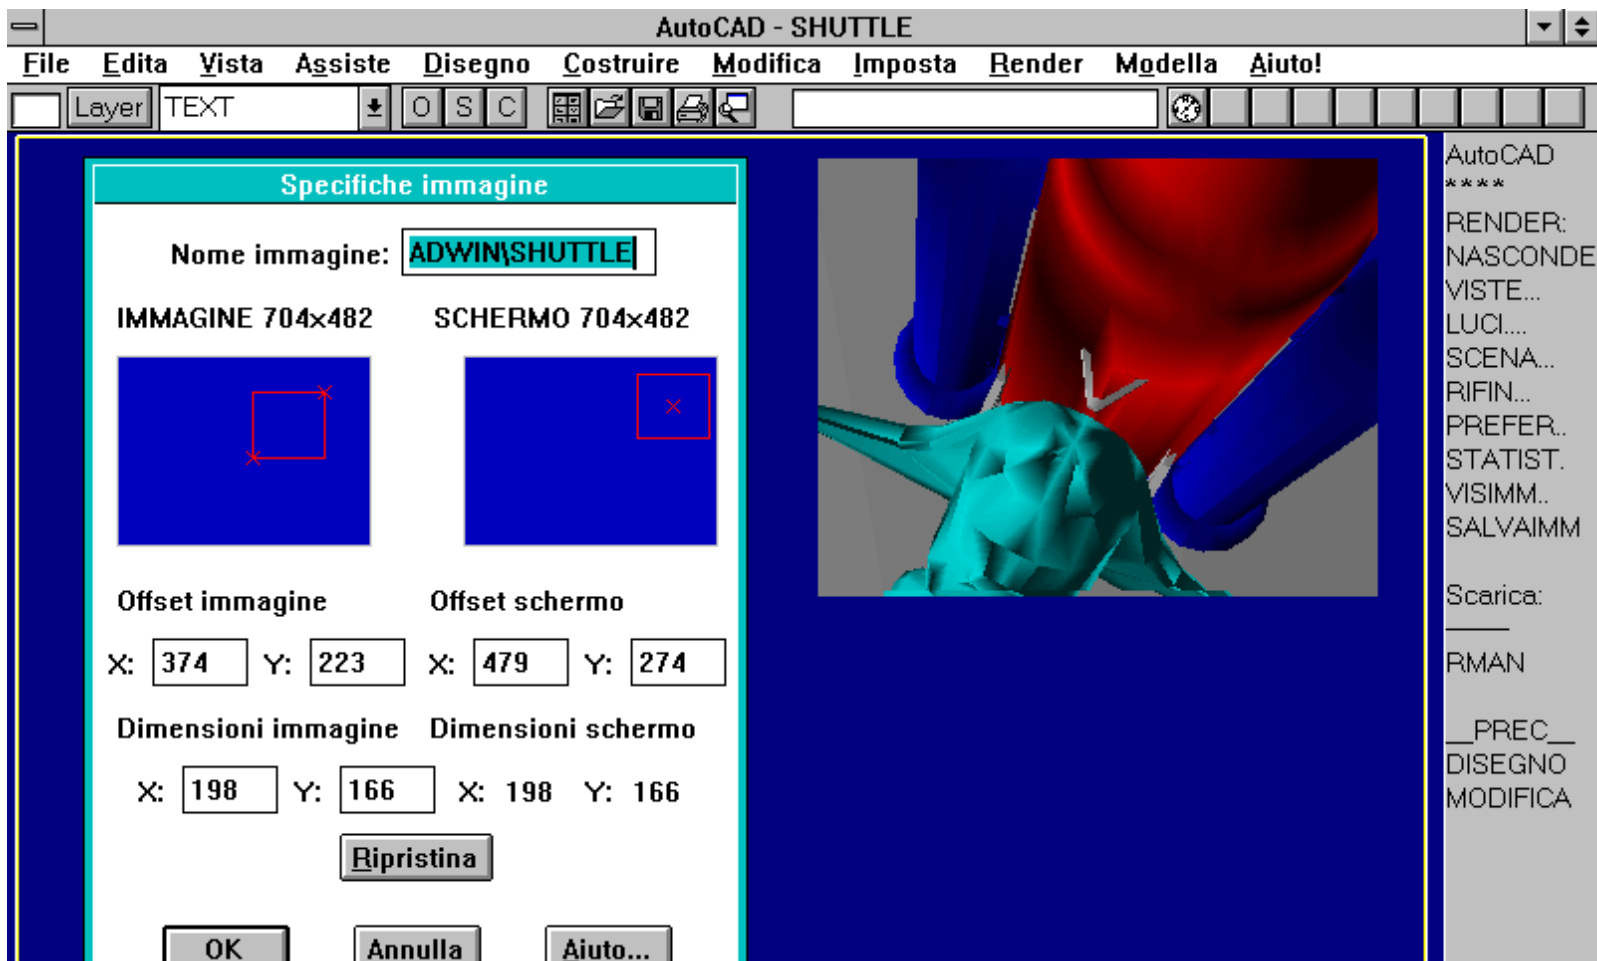 AutoCAD - SHUTTLE
File Edita Vista Assiste Disegno Costruire Modifica Imposta Render Modella Aiuto!
Layer TEXT O S C
Specifiche immagine
Nome immagine: ADWIN\SHUTTLE
IMMAGINE 704x482 SCHERMO 704x482
Offset immagine Offset schermo
X: 374 Y: 223 X: 479 Y: 274
Dimensioni immagine Dimensioni schermo
X: 198 Y: 166 X: 198 Y: 166
Ripristina
OK Annulla Aiuto...
AutoCAD
****
RENDER:
NASCONDE
VISTE...
LUCI....
SCENA...
RIFIN...
PREFER..
STATIST.
VISIMM..
SALVAIMM
Scarica:
RMAN
__PREC__
DISEGNO
MODIFICA